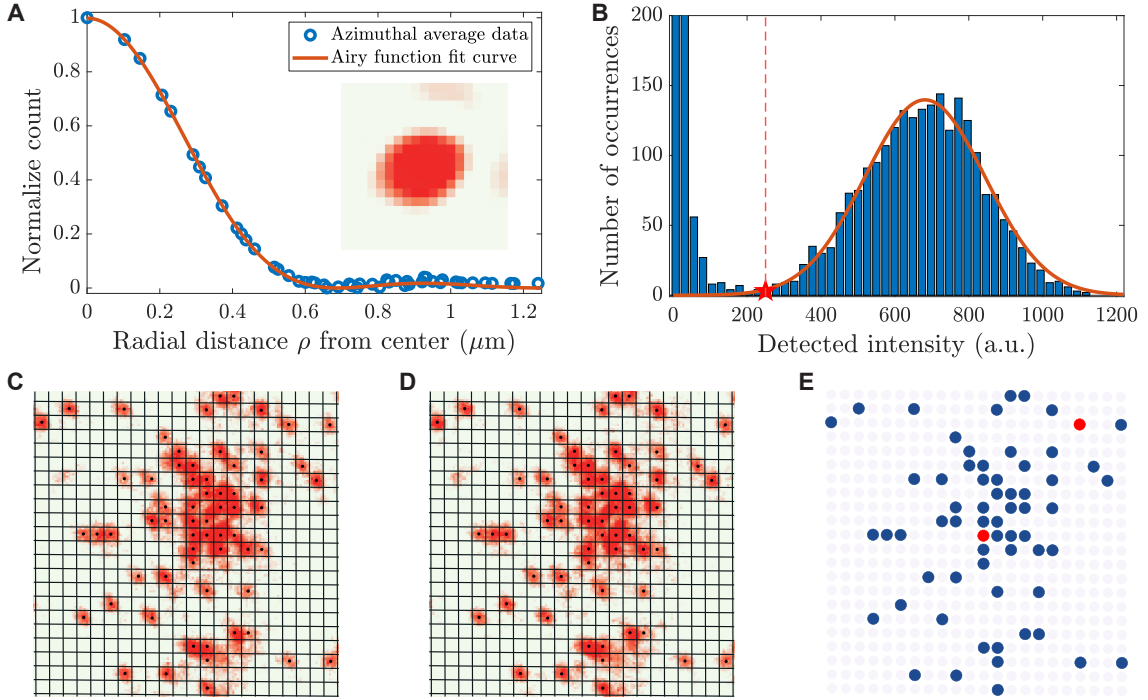 A
1
0.8
0.6
0.4
0.2
0
0
0.2
0.4
0.6
0.8
1
1.2
Normalize count
Radial distance ρ from center (μm)
Azimuthal average data
Airy function fit curve
B
200
150
100
50
0
0
200
400
600
800
1000
1200
Number of occurrences
Detected intensity (a.u.)
C
D
E